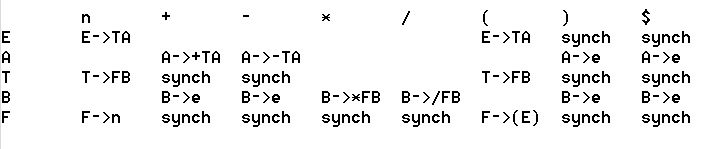 n + - * / ( ) $
E E->TA E->TA synch synch
A A->+TA A->-TA A->e A->e
T T->FB synch synch T->FB synch synch
B B->e B->e B->*FB B->/FB B->e B->e
F F->n synch synch synch synch F->(E) synch synch